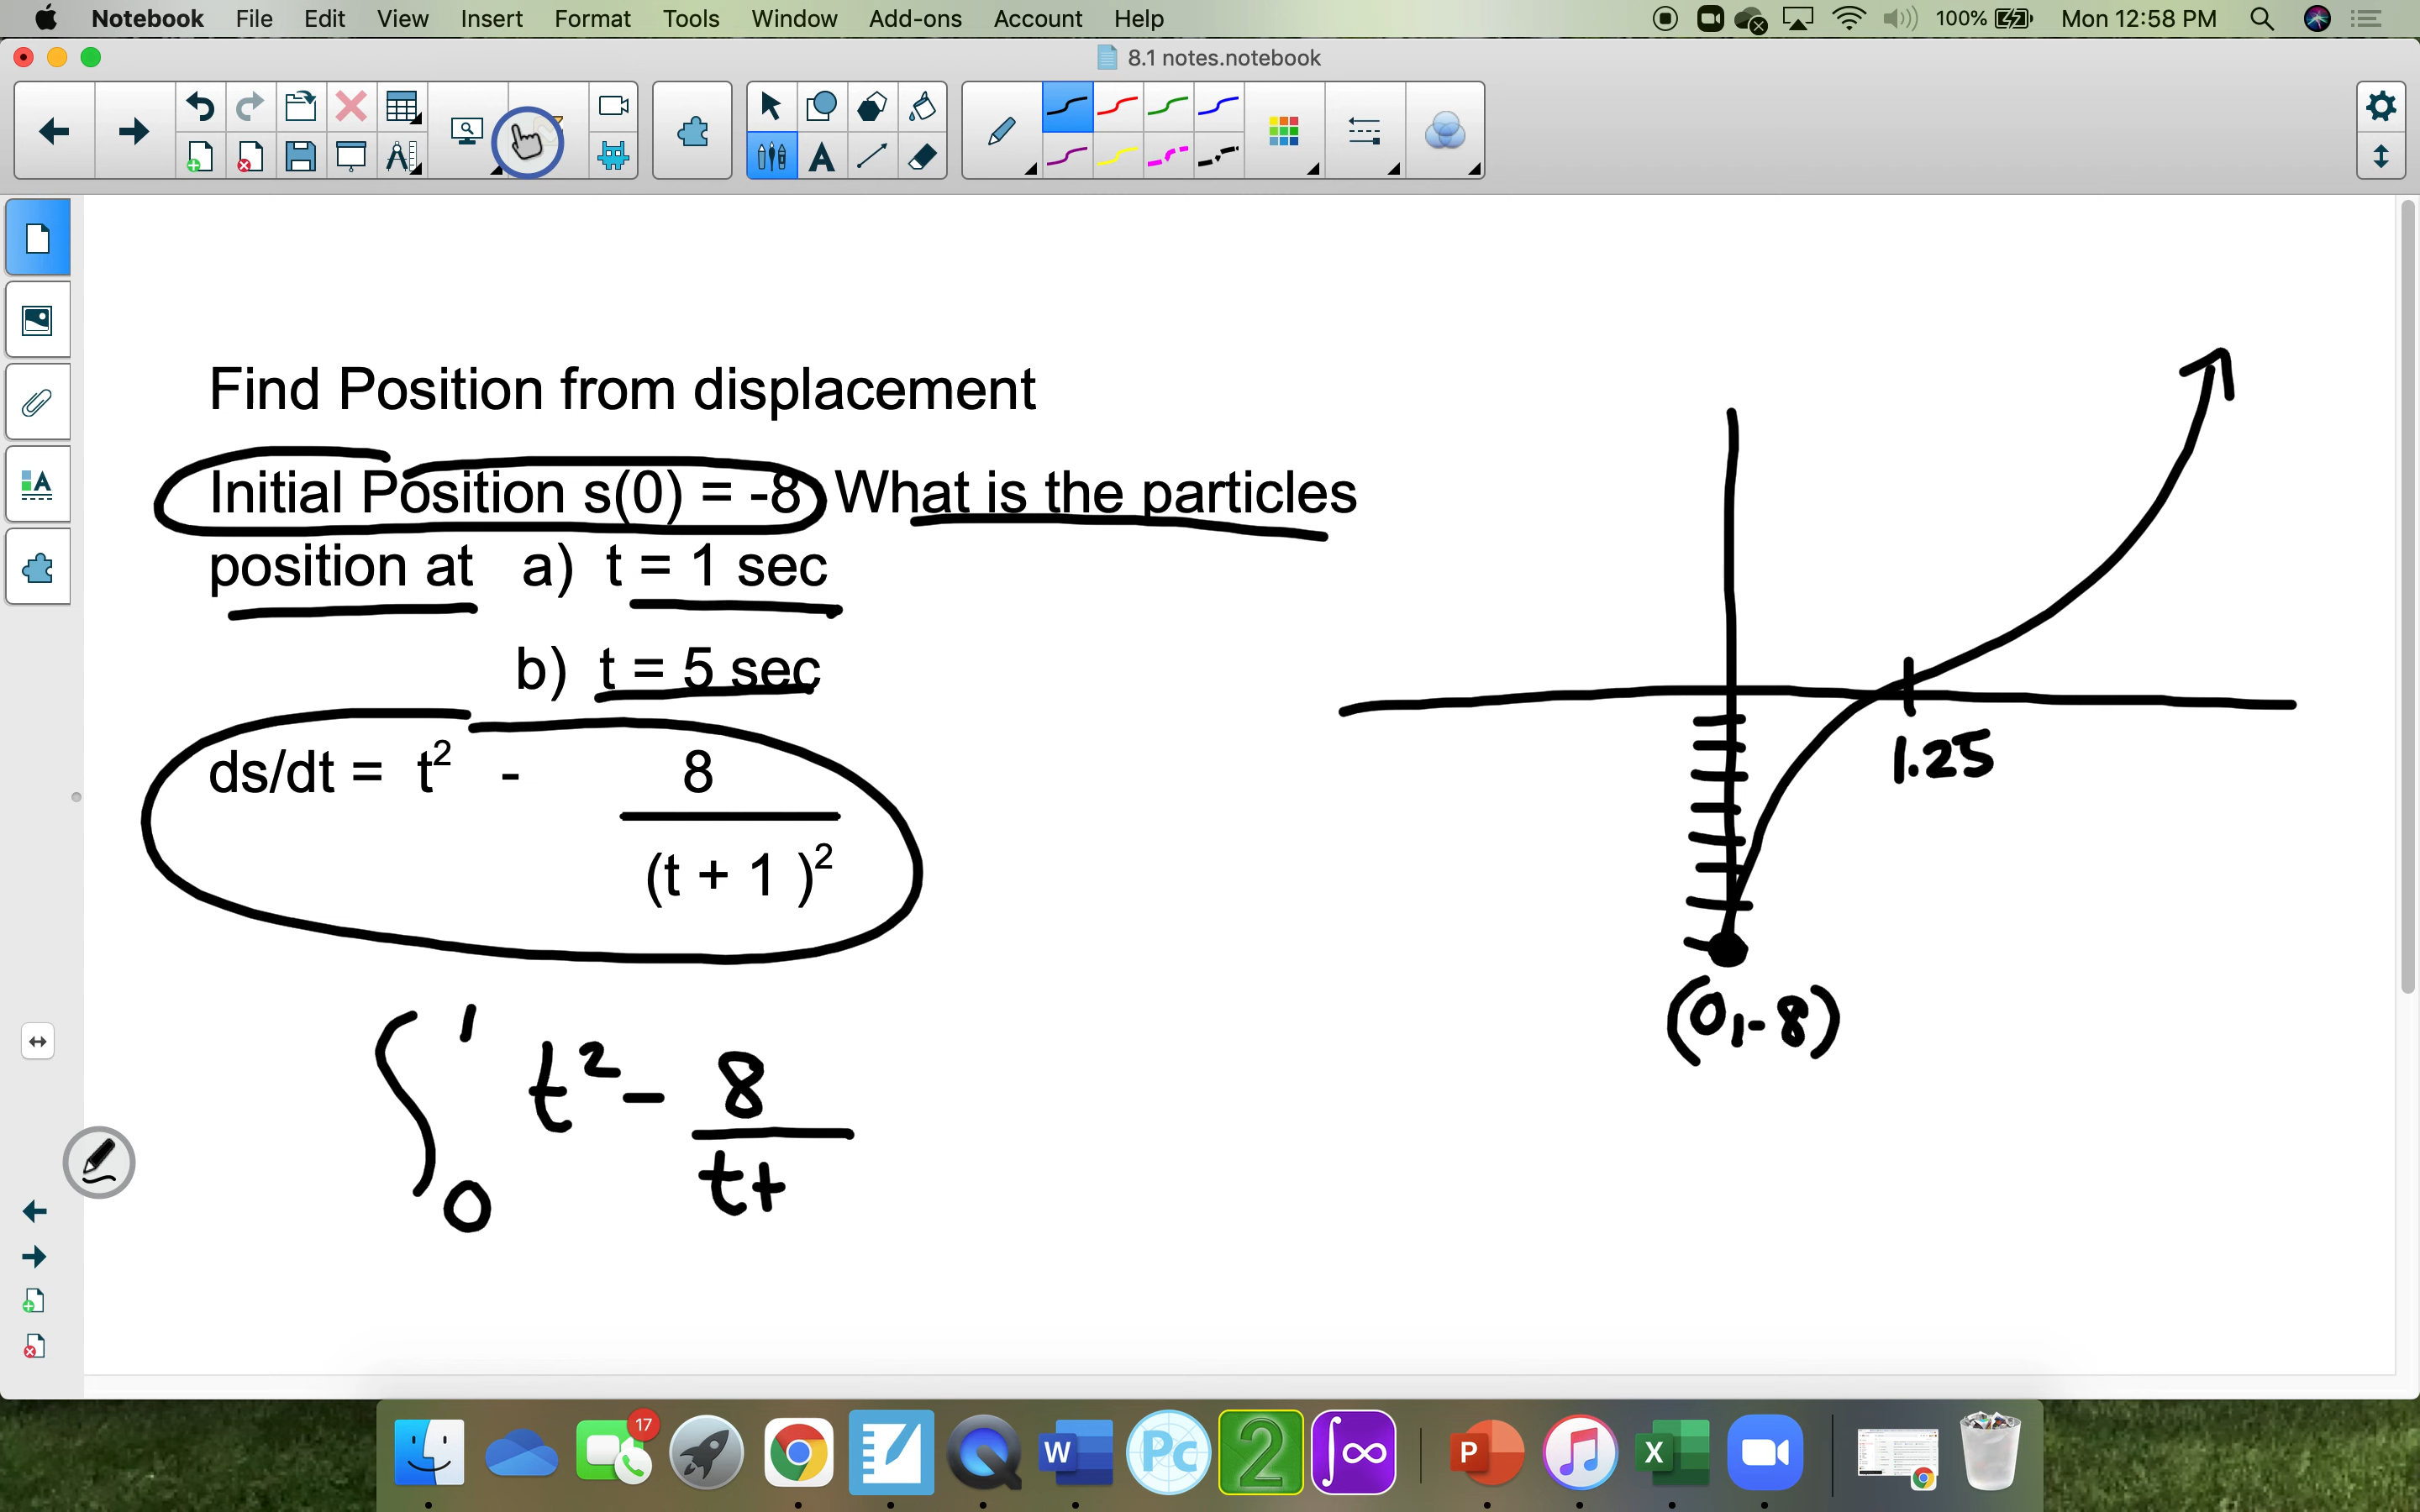 Notebook File Edit View Insert Format Tools Window Add-ons Account Help 100% Mon 12:58 PM
8.1 notes.notebook
A
A
Find Position from displacement
Initial Position s(0) = -8 What is the particles
position at a) t = 1 sec
b) t = 5 sec
ds/dt = t² - 8
(t + 1 )²
1.25
(0,-8)
∫ 1 t² - 8
0 t+
17
W Pc 2 ∫∞ P X